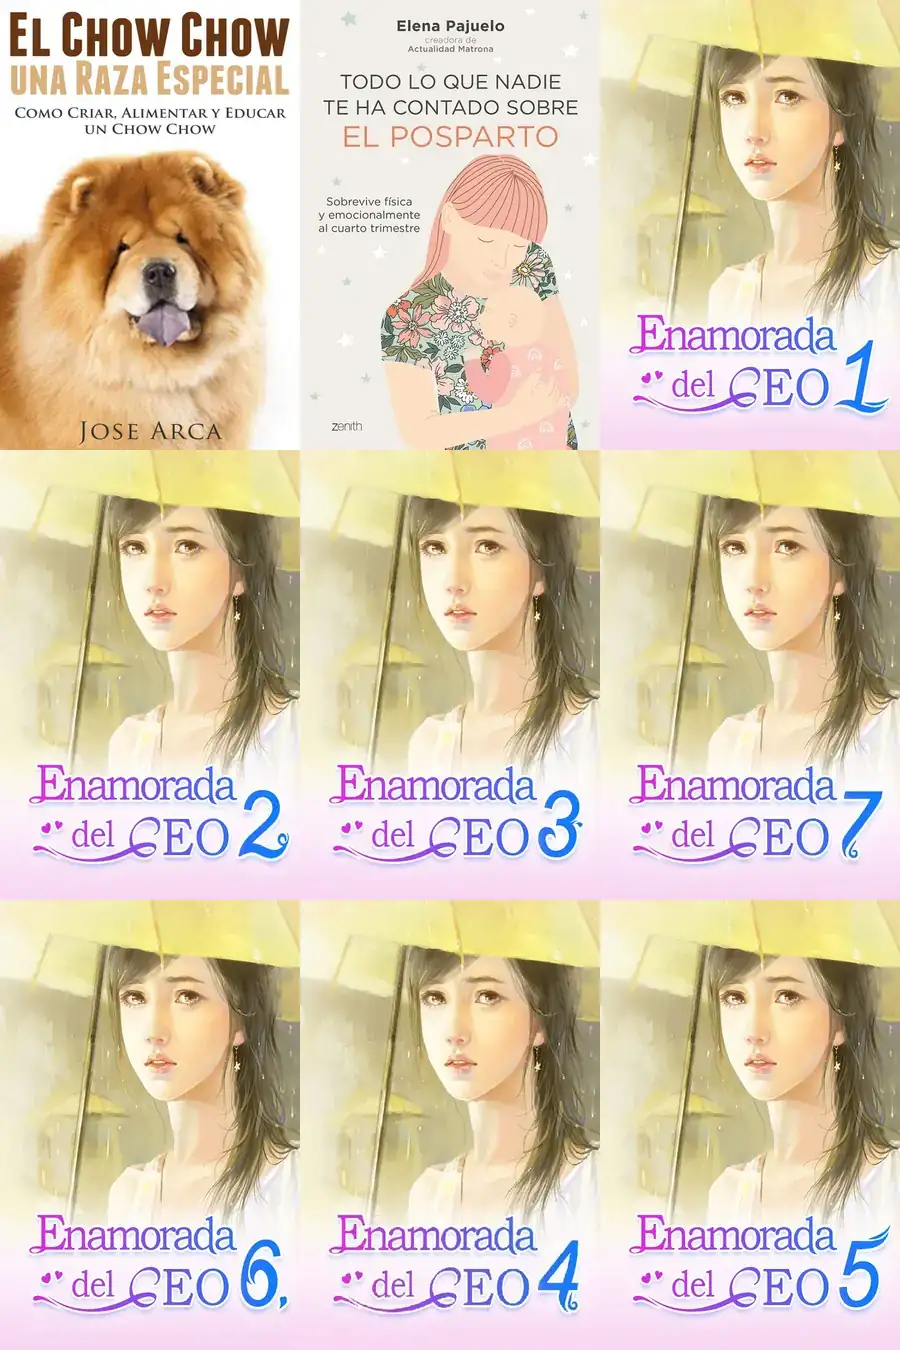 EL CHOW CHOW
UNA RAZA ESPECIAL
COMO CRIAR, ALIMENTAR Y EDUCAR
UN CHOW CHOW
JOSE ARCA
Elena Pajuelo
creadora de
Actualidad Matrona
TODO LO QUE NADIE
TE HA CONTADO SOBRE
EL POSPARTO
Sobrevive física
y emocionalmente
al cuarto trimestre
zenith
Enamorada
del CEO 1
Enamorada
del CEO 2
Enamorada
del CEO 3
Enamorada
del CEO 7
Enamorada
del CEO 6,
Enamorada
del CEO 4
Enamorada
del CEO 5